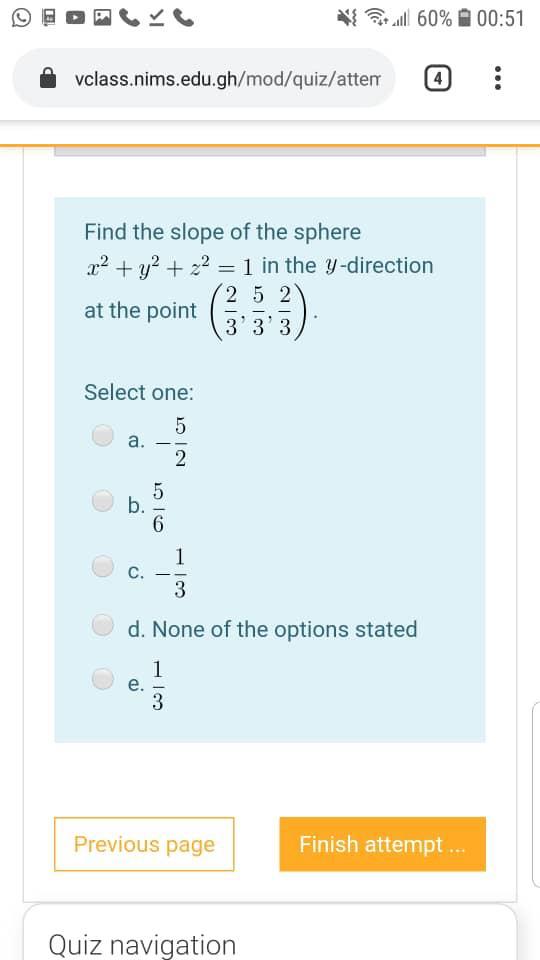 60% 00:51
vclass.nims.edu.gh/mod/quiz/attem
4
Find the slope of the sphere
x² + y² + z² = 1 in the y-direction
at the point (2/3, 5/3, 2/3).
Select one:
a. −5/2
b. 5/6
c. −1/3
d. None of the options stated
e. 1/3
Previous page
Finish attempt ...
Quiz navigation